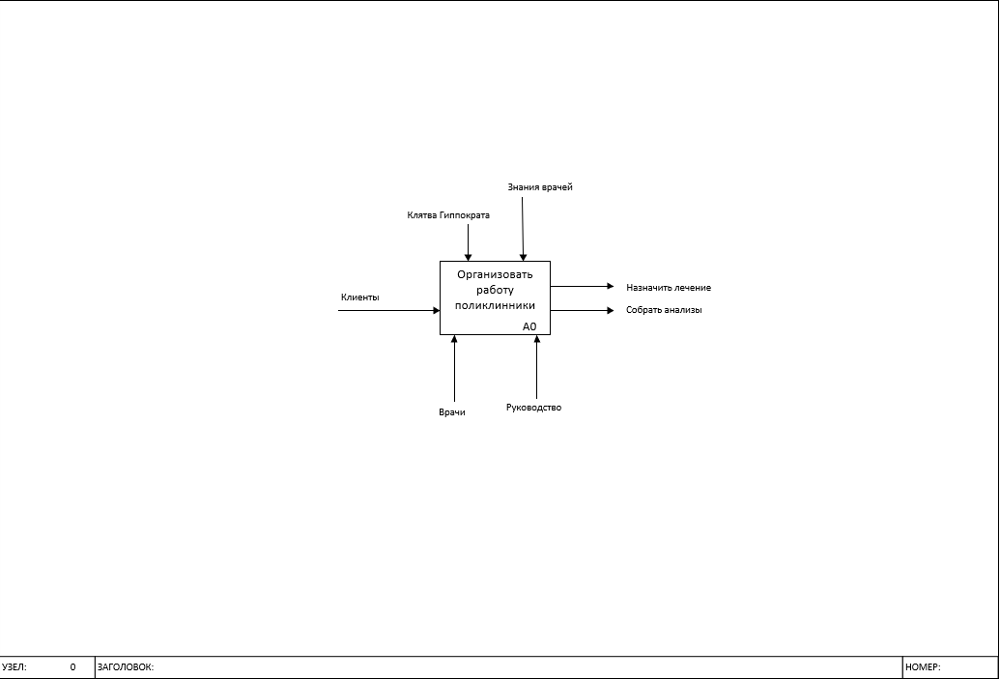 Знания врачей
Клятва Гиппократа
Организовать
работу
поликлинники
A0
Клиенты
Назначить лечение
Собрать анализы
Врачи
Руководство
УЗЕЛ: 0 ЗАГОЛОВОК: НОМЕР: